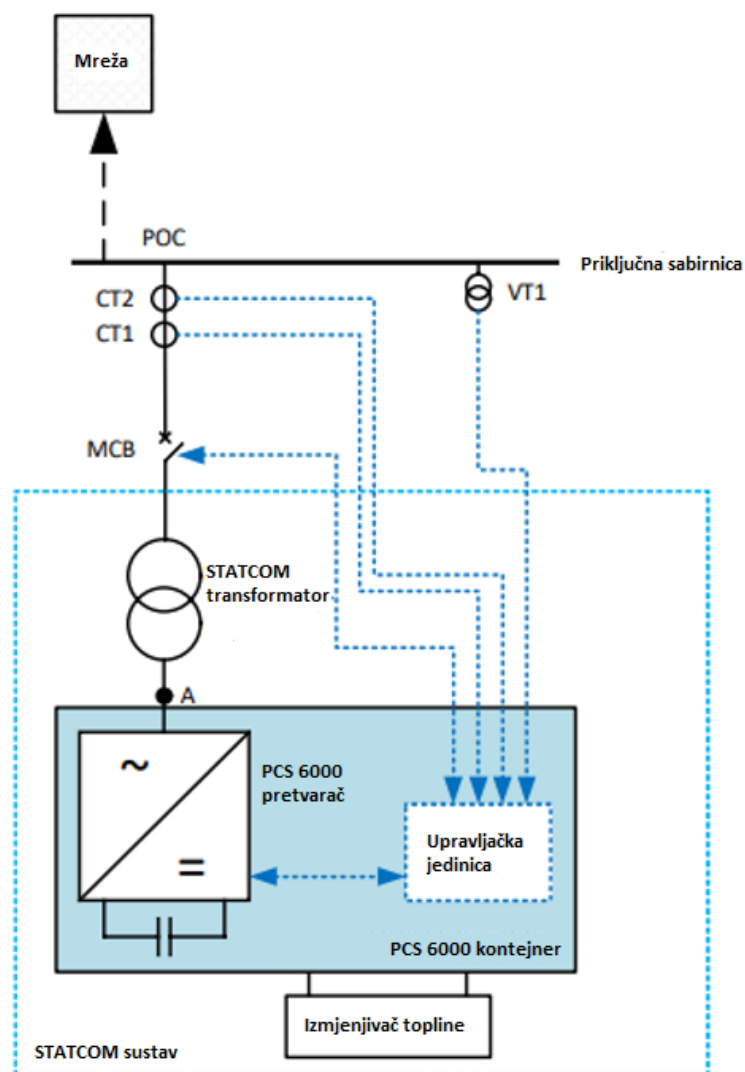 Mreža
POC
Priključna sabirnica
CT2
VT1
CT1
MCB
STATCOM
transformator
A
~
PCS 6000
pretvarač
=
Upravljačka
jedinica
PCS 6000 kontejner
Izmjenjivač topline
STATCOM sustav